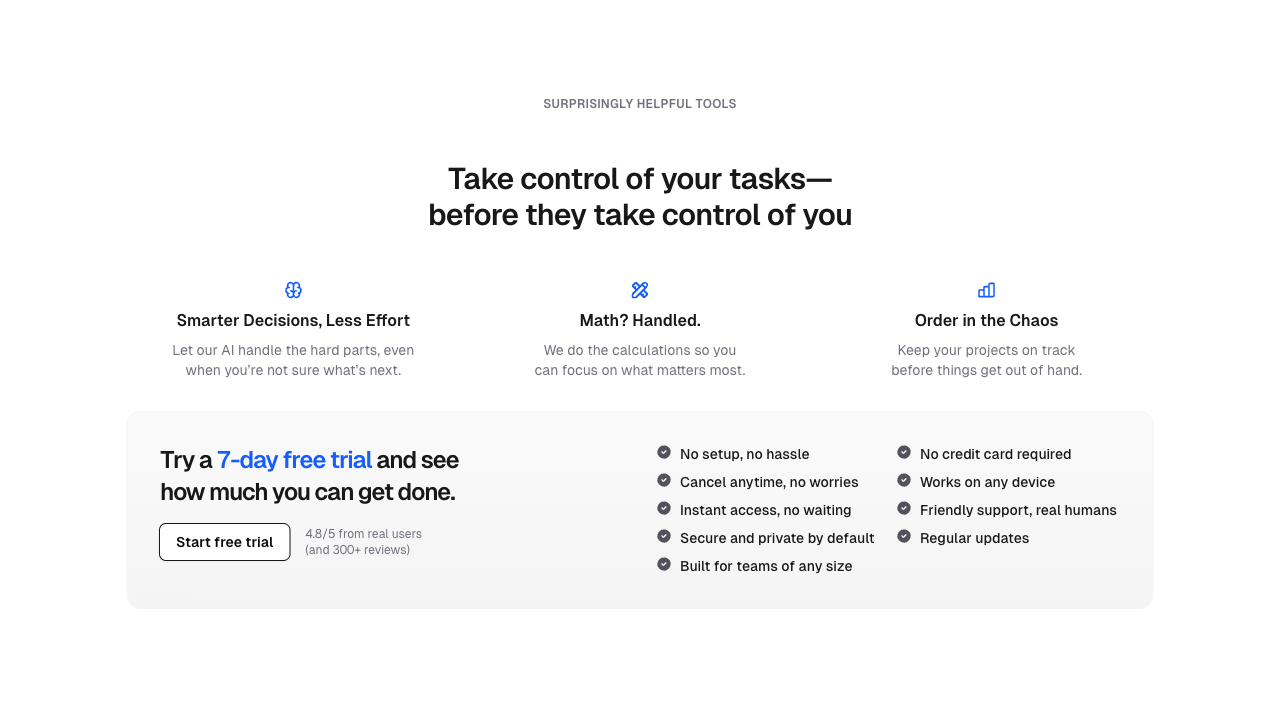 SURPRISINGLY HELPFUL TOOLS
Take control of your tasks—
before they take control of you
Smarter Decisions, Less Effort
Let our AI handle the hard parts, even
when you’re not sure what’s next.
Math? Handled.
We do the calculations so you
can focus on what matters most.
Order in the Chaos
Keep your projects on track
before things get out of hand.
Try a 7-day free trial and see
how much you can get done.
Start free trial
4.8/5 from real users
(and 300+ reviews)
No setup, no hassle
Cancel anytime, no worries
Instant access, no waiting
Secure and private by default
Built for teams of any size
No credit card required
Works on any device
Friendly support, real humans
Regular updates